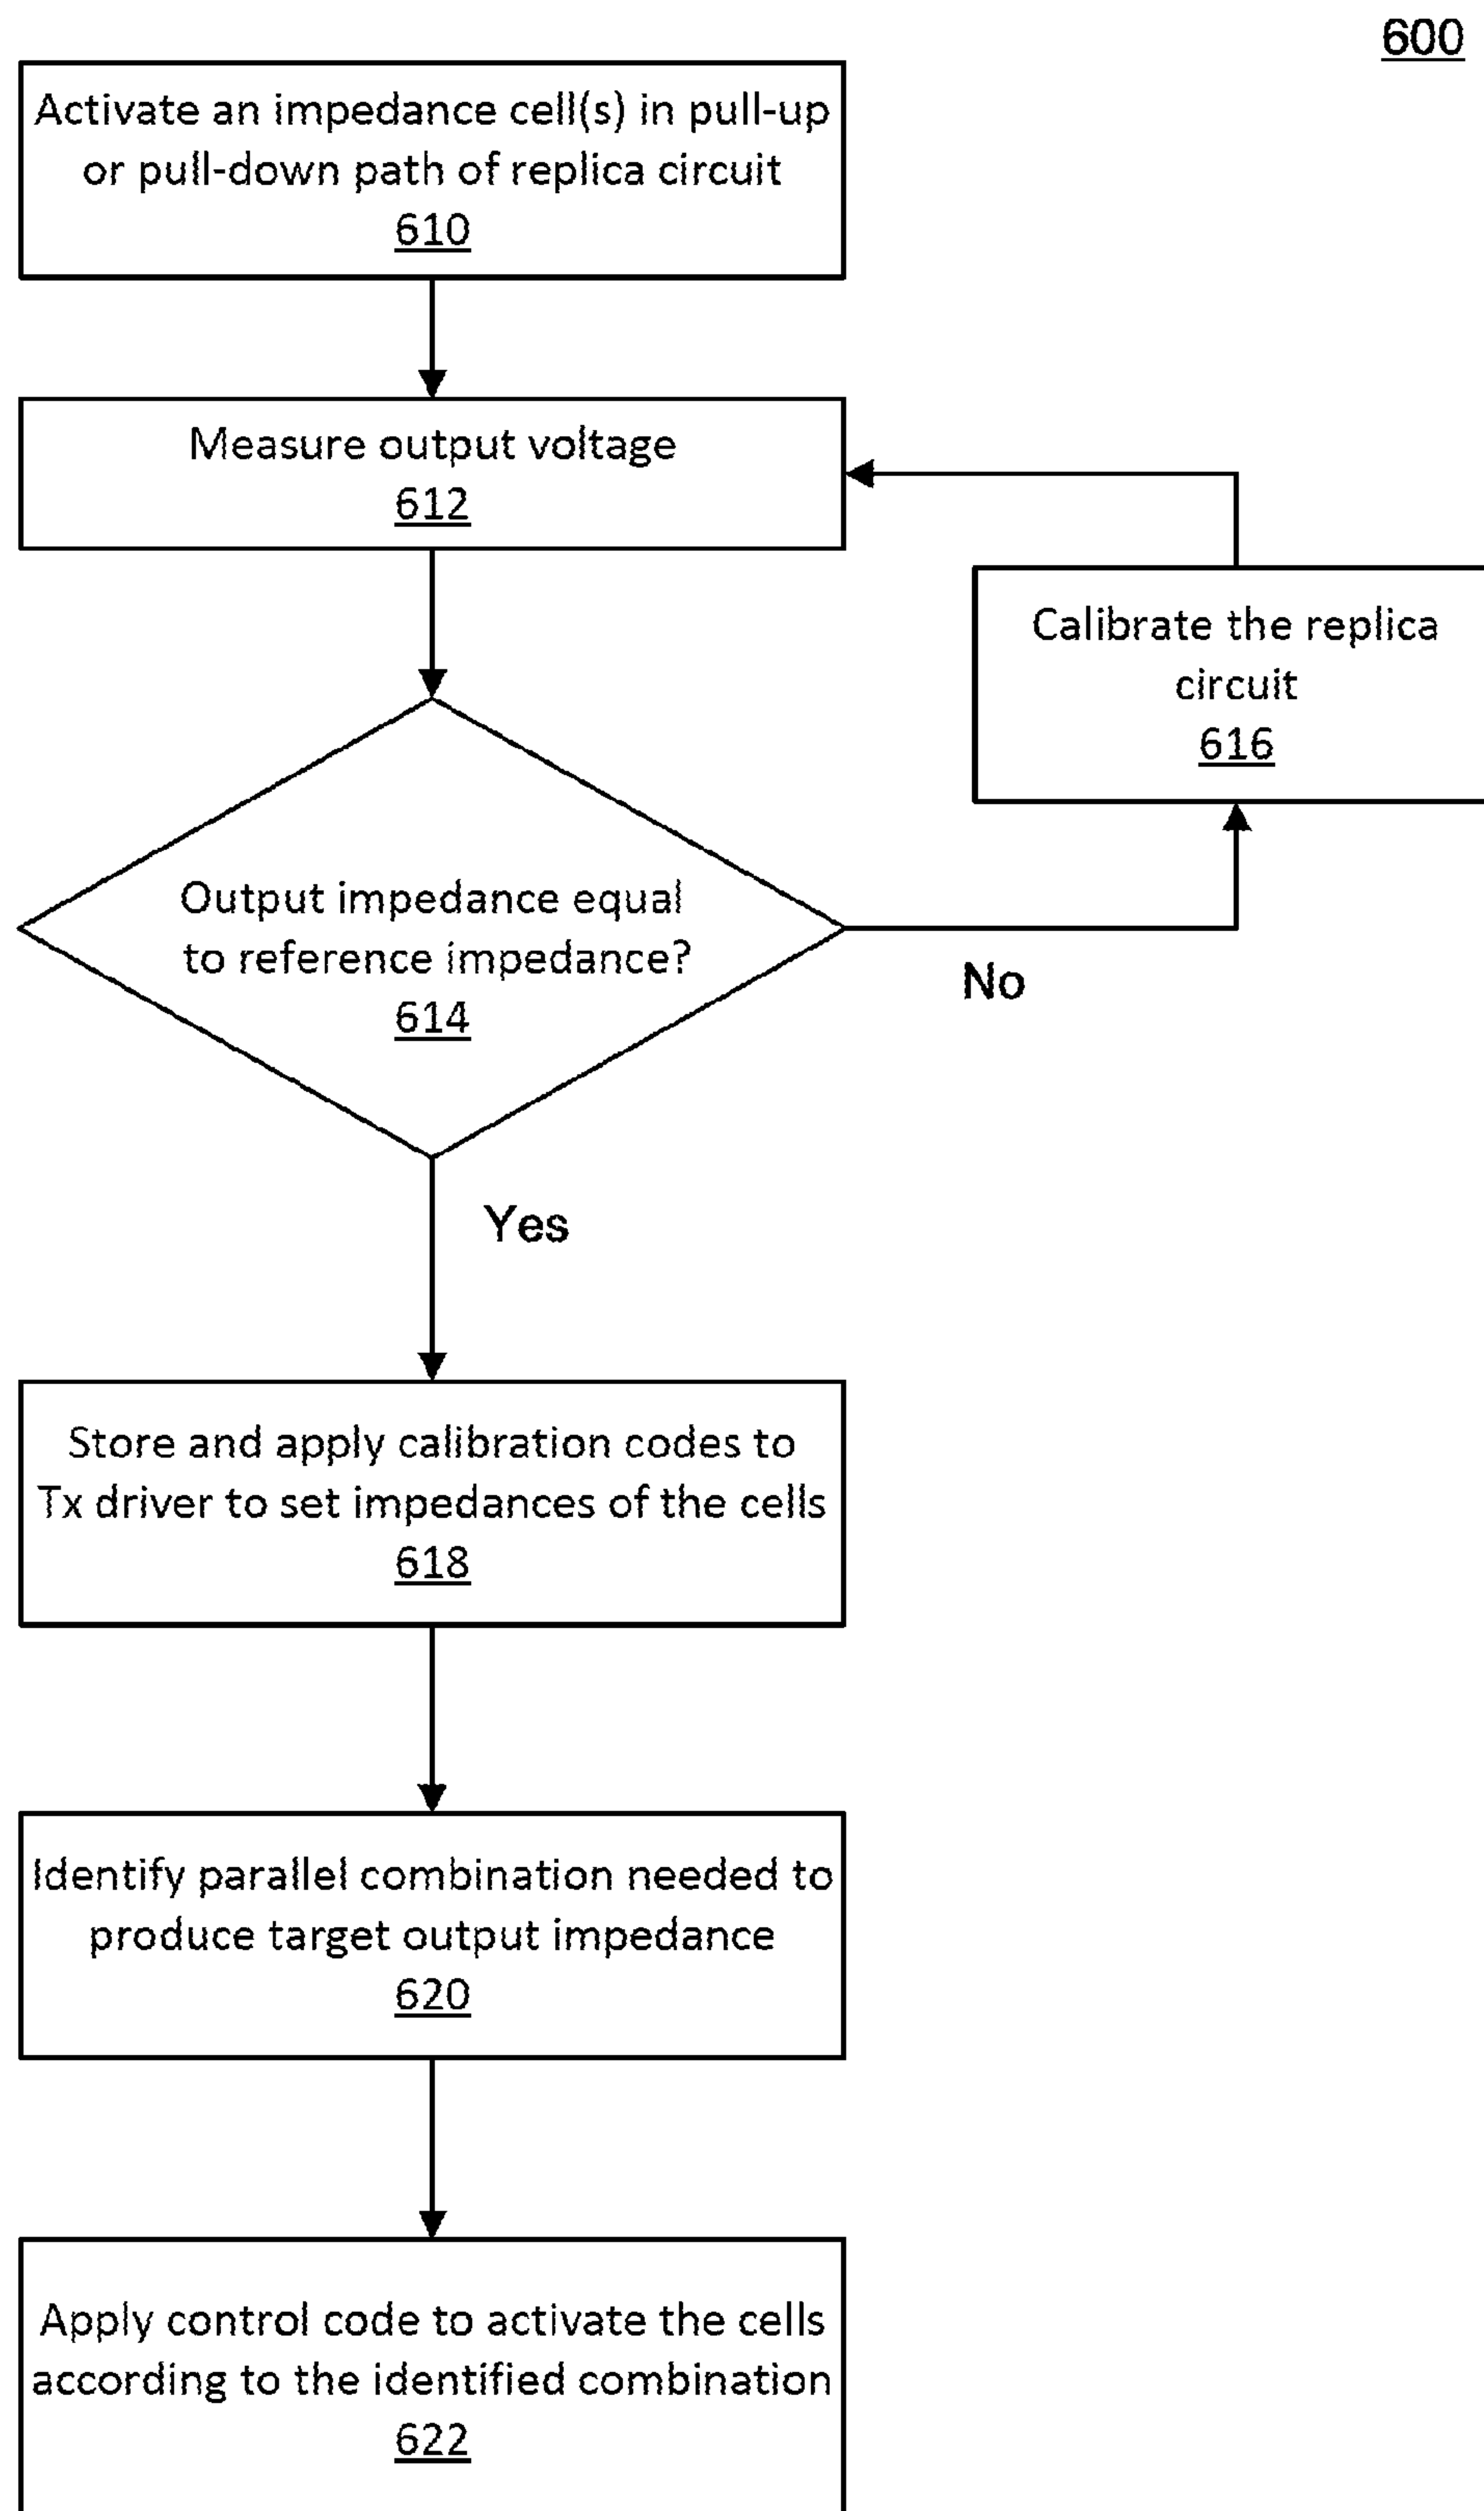 600
Activate an impedance cell(s) in pull-up
or pull-down path of replica circuit
610
Measure output voltage
612
Calibrate the replica
circuit
616
Output impedance equal
to reference impedance?
614
No
Yes
Store and apply calibration codes to
Tx driver to set impedances of the cells
618
Identify parallel combination needed to
produce target output impedance
620
Apply control code to activate the cells
according to the identified combination
622